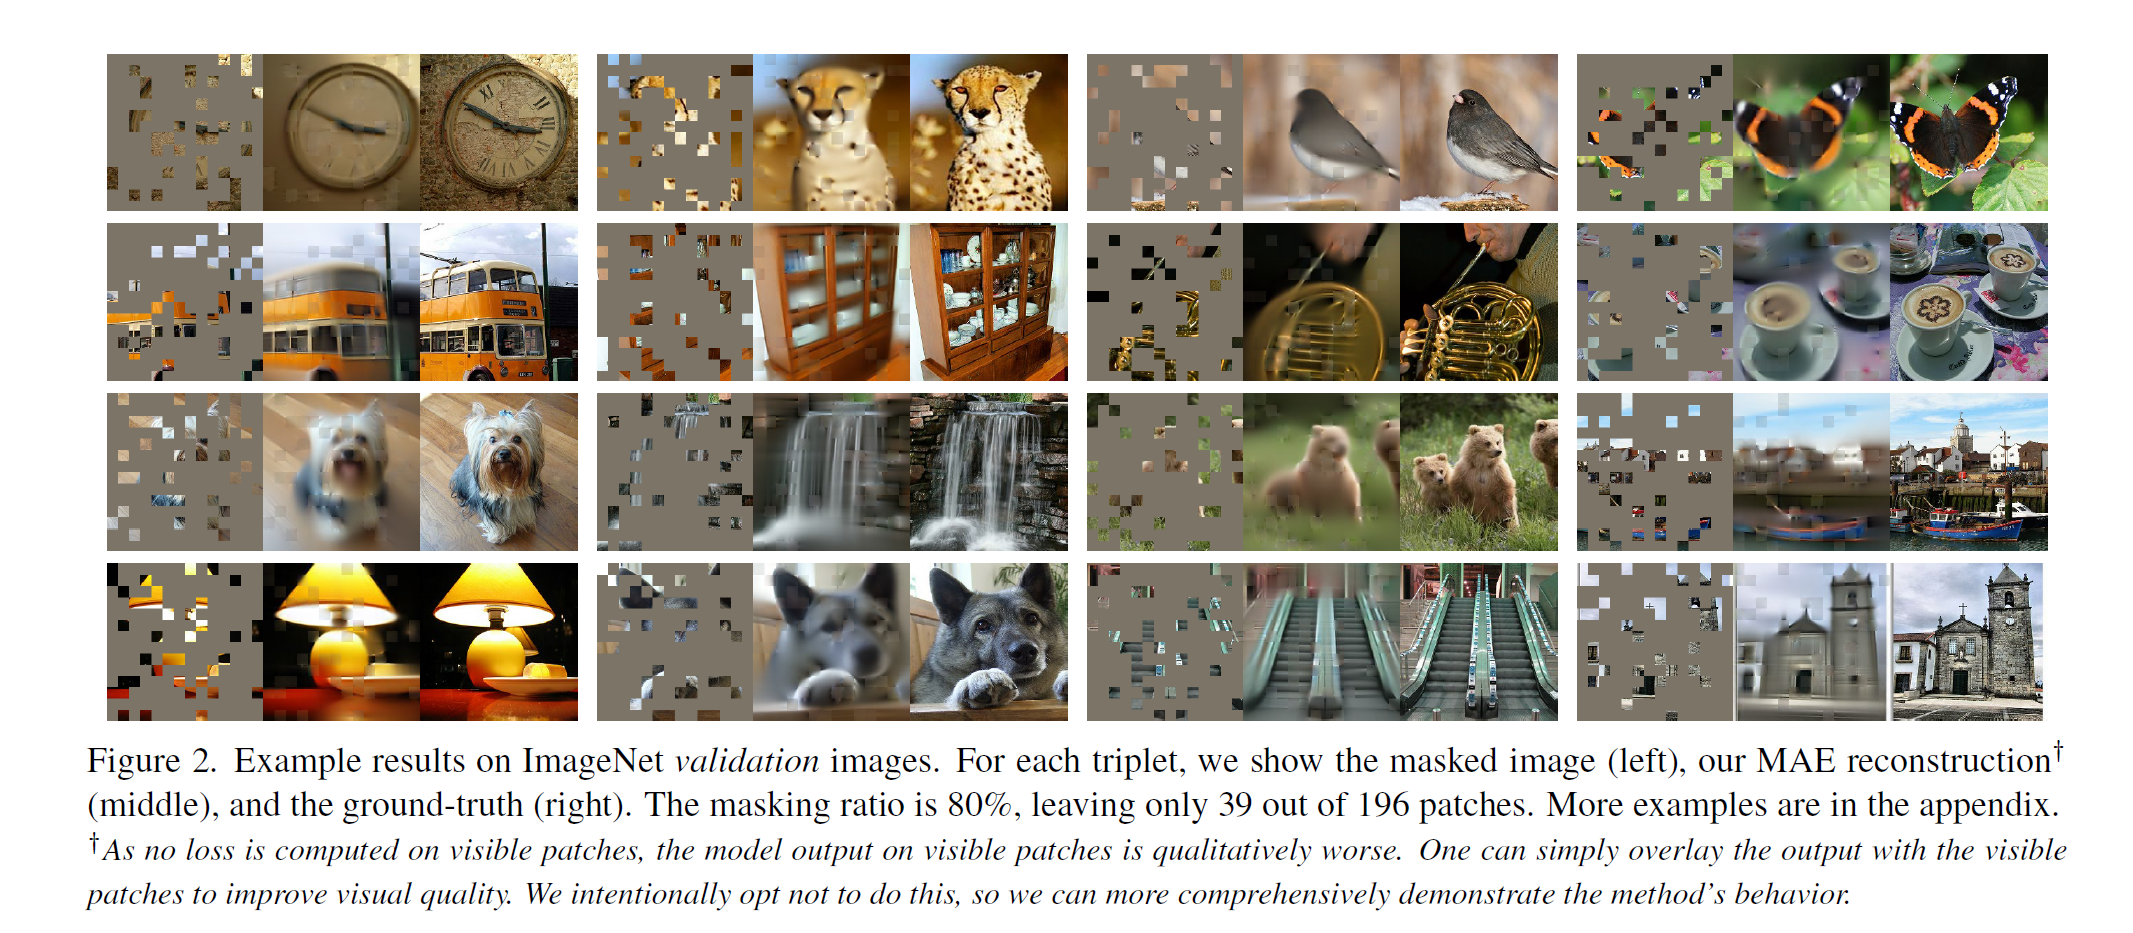 Figure 2. Example results on ImageNet validation images. For each triplet, we show the masked image (left), our MAE reconstruction†
(middle), and the ground-truth (right). The masking ratio is 80%, leaving only 39 out of 196 patches. More examples are in the appendix.
†As no loss is computed on visible patches, the model output on visible patches is qualitatively worse. One can simply overlay the output with the visible
patches to improve visual quality. We intentionally opt not to do this, so we can more comprehensively demonstrate the method's behavior.